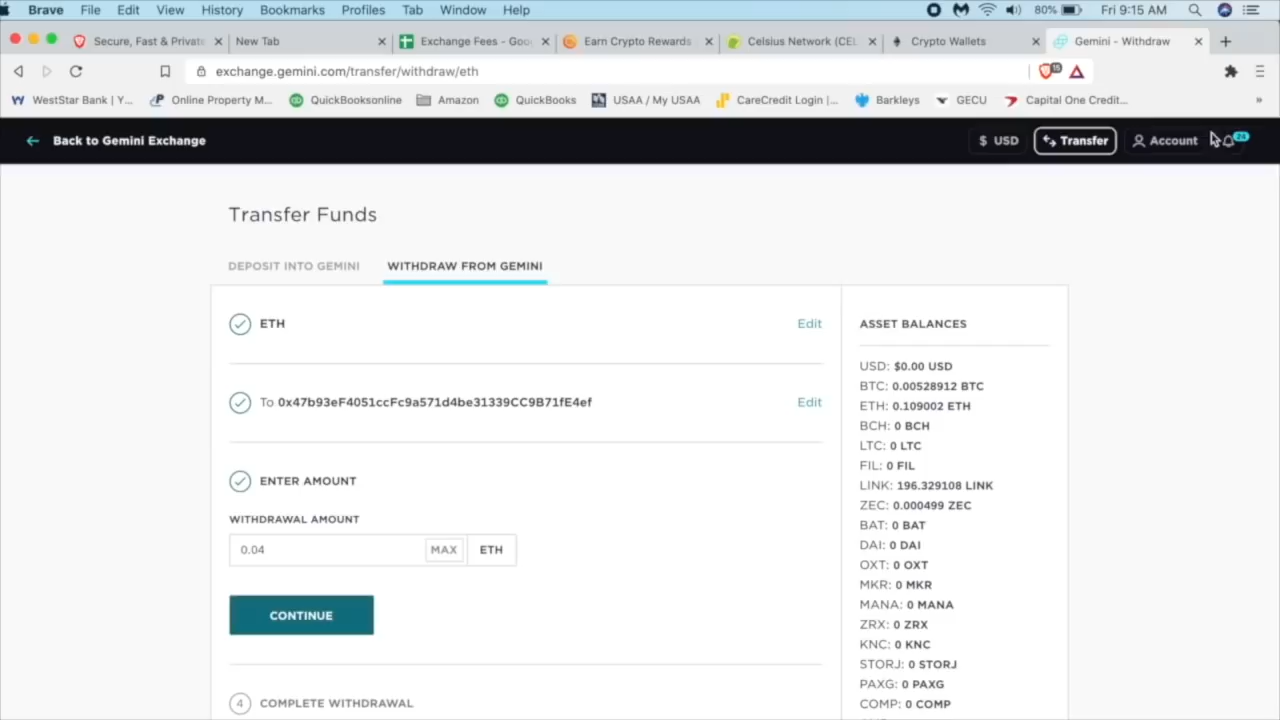 Brave File Edit View History Bookmarks Profiles Tab Window Help 80% Fri 9:15 AM
Secure, Fast & Private New Tab Exchange Fees - Goo Earn Crypto Rewards Celsius Network (CEL Crypto Wallets Gemini - Withdraw
exchange.gemini.com/transfer/withdraw/eth 15
WestStar Bank | Y... Online Property M... QuickBooksonline Amazon QuickBooks USAA / My USAA CareCredit Login |... Barkleys GECU Capital One Credit... »
Back to Gemini Exchange $ USD Transfer Account 24
Transfer Funds
DEPOSIT INTO GEMINI WITHDRAW FROM GEMINI
ETH Edit
To 0x47b93eF4051ccFc9a571d4be31339CC9B71fE4ef Edit
ENTER AMOUNT
WITHDRAWAL AMOUNT
0.04 MAX ETH
CONTINUE
4 COMPLETE WITHDRAWAL
ASSET BALANCES
USD: $0.00 USD
BTC: 0.00528912 BTC
ETH: 0.109002 ETH
BCH: 0 BCH
LTC: 0 LTC
FIL: 0 FIL
LINK: 196.329108 LINK
ZEC: 0.000499 ZEC
BAT: 0 BAT
DAI: 0 DAI
OXT: 0 OXT
MKR: 0 MKR
MANA: 0 MANA
ZRX: 0 ZRX
KNC: 0 KNC
STORJ: 0 STORJ
PAXG: 0 PAXG
COMP: 0 COMP